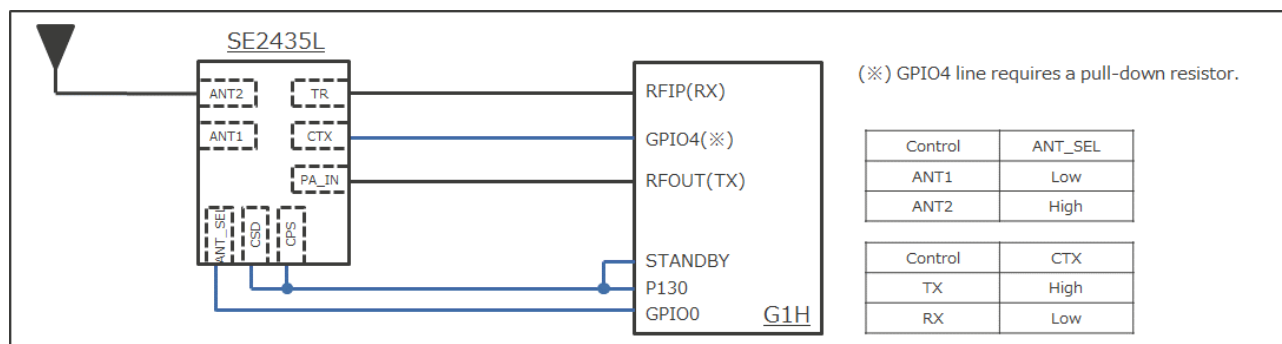 SE2435L
ANT2
TR
ANT1
CTX
PA_IN
ANT_SEL
CSD
CPS
RFIP(RX)
GPIO4(※)
RFOUT(TX)
STANDBY
P130
GPIO0
G1H
(※) GPIO4 line requires a pull-down resistor.
Control ANT_SEL
ANT1 Low
ANT2 High
Control CTX
TX High
RX Low